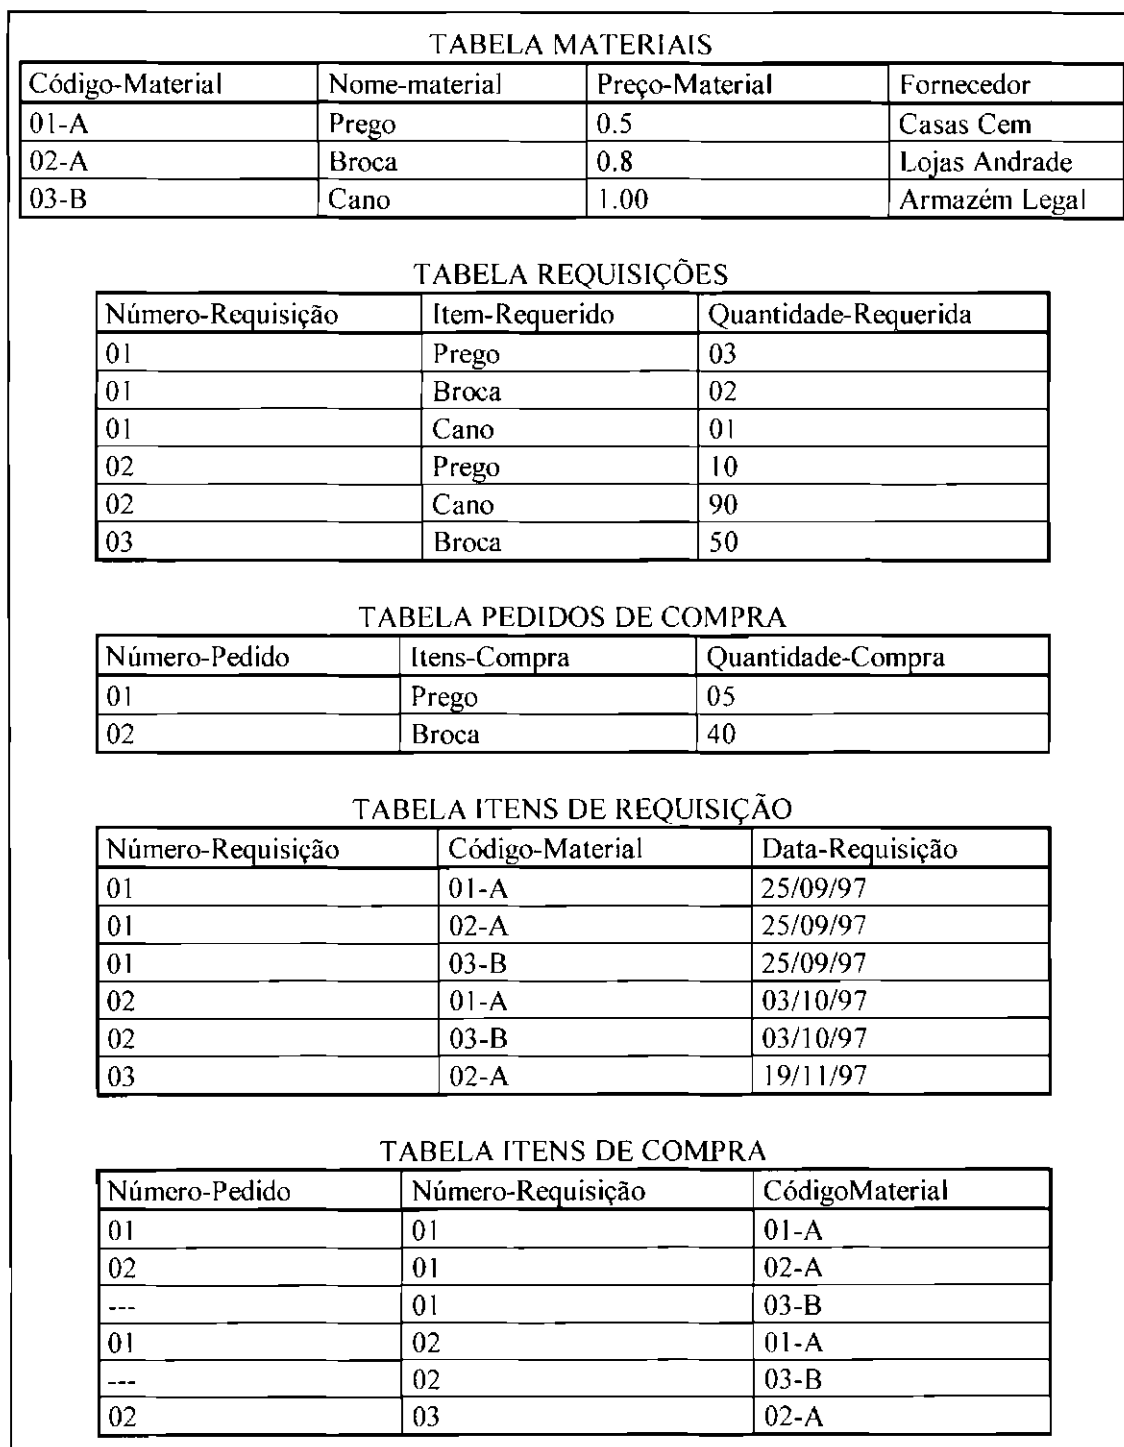 TABELA MATERIAIS
Código-Material Nome-material Preço-Material Fornecedor
01-A Prego 0.5 Casas Cem
02-A Broca 0.8 Lojas Andrade
03-B Cano 1.00 Armazém Legal
TABELA REQUISIÇÕES
Número-Requisição Item-Requerido Quantidade-Requerida
01 Prego 03
01 Broca 02
01 Cano 01
02 Prego 10
02 Cano 90
03 Broca 50
TABELA PEDIDOS DE COMPRA
Número-Pedido Itens-Compra Quantidade-Compra
01 Prego 05
02 Broca 40
TABELA ITENS DE REQUISIÇÃO
Número-Requisição Código-Material Data-Requisição
01 01-A 25/09/97
01 02-A 25/09/97
01 03-B 25/09/97
02 01-A 03/10/97
02 03-B 03/10/97
03 02-A 19/11/97
TABELA ITENS DE COMPRA
Número-Pedido Número-Requisição CódigoMaterial
01 01 01-A
02 01 02-A
--- 01 03-B
01 02 01-A
--- 02 03-B
02 03 02-A